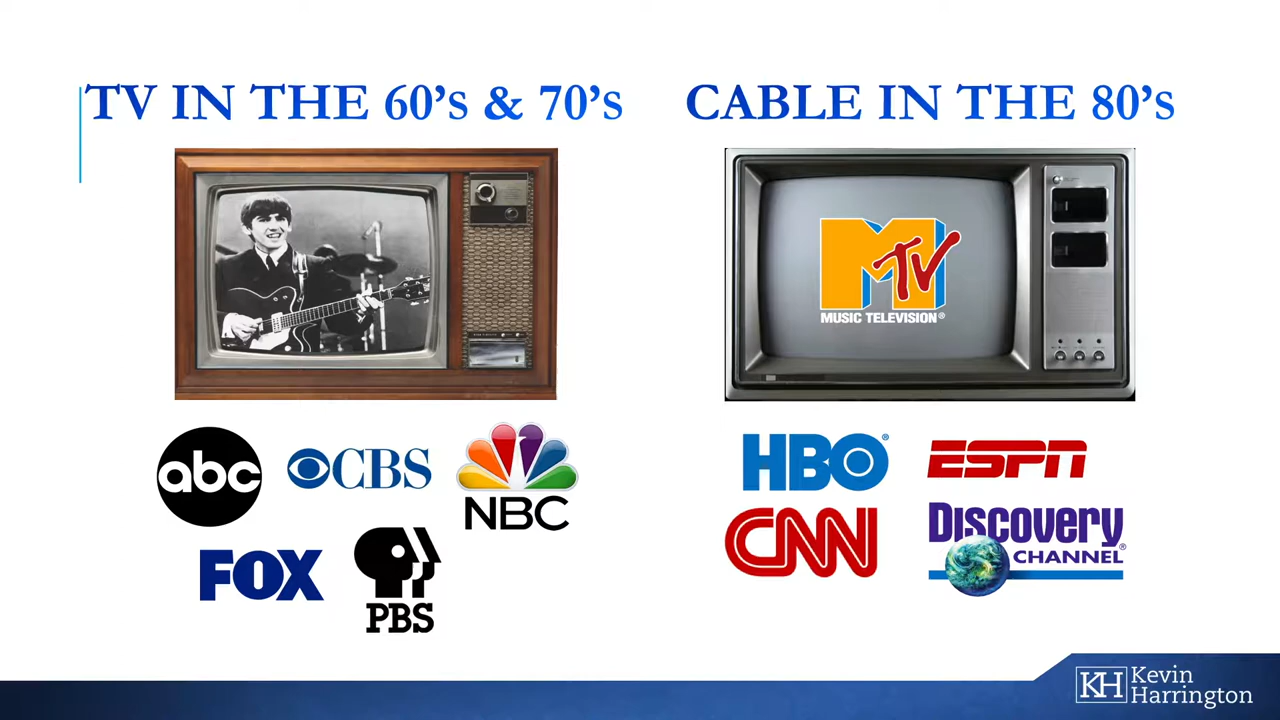 TV IN THE 60's & 70's
CABLE IN THE 80's
MTV
MUSIC TELEVISION®
abc
CBS
NBC
FOX
PBS
HBO®
ESPN
CNN
Discovery
CHANNEL®
KH
Kevin
Harrington